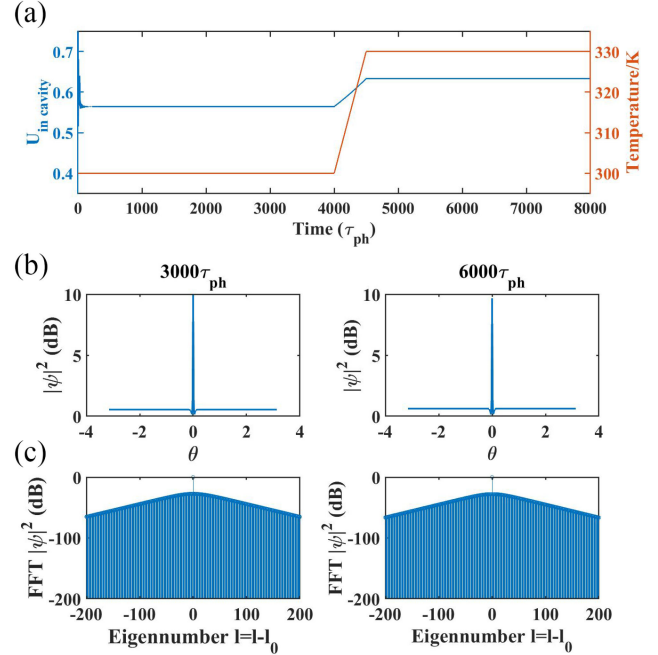 (a)
0.7
0.6
0.5
0.4
U in cavity
330
320
310
300
Temperature/K
0 1000 2000 3000 4000 5000 6000 7000 8000
Time (τph)
(b)
3000τph
10
5
0
|ψ|2 (dB)
-4 -2 0 2 4
θ
6000τph
10
5
0
|ψ|2 (dB)
-4 -2 0 2 4
θ
(c)
0
-100
-200
FFT |ψ|2 (dB)
-200 -100 0 100 200
Eigennumber l=l-l0
0
-100
-200
FFT |ψ|2 (dB)
-200 -100 0 100 200
Eigennumber l=l-l0